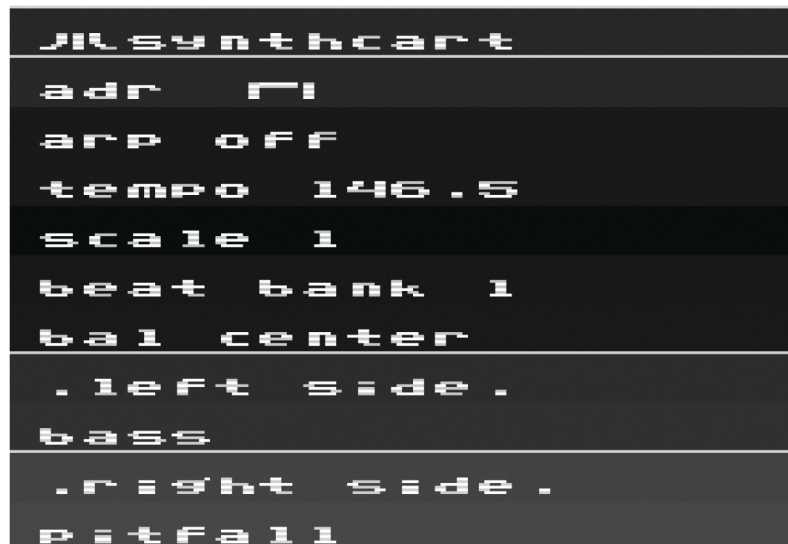 synthcart
adr
arp off
tempo 146.5
scale 1
beat bank 1
bal center
.left side.
bass
.right side.
pitfall